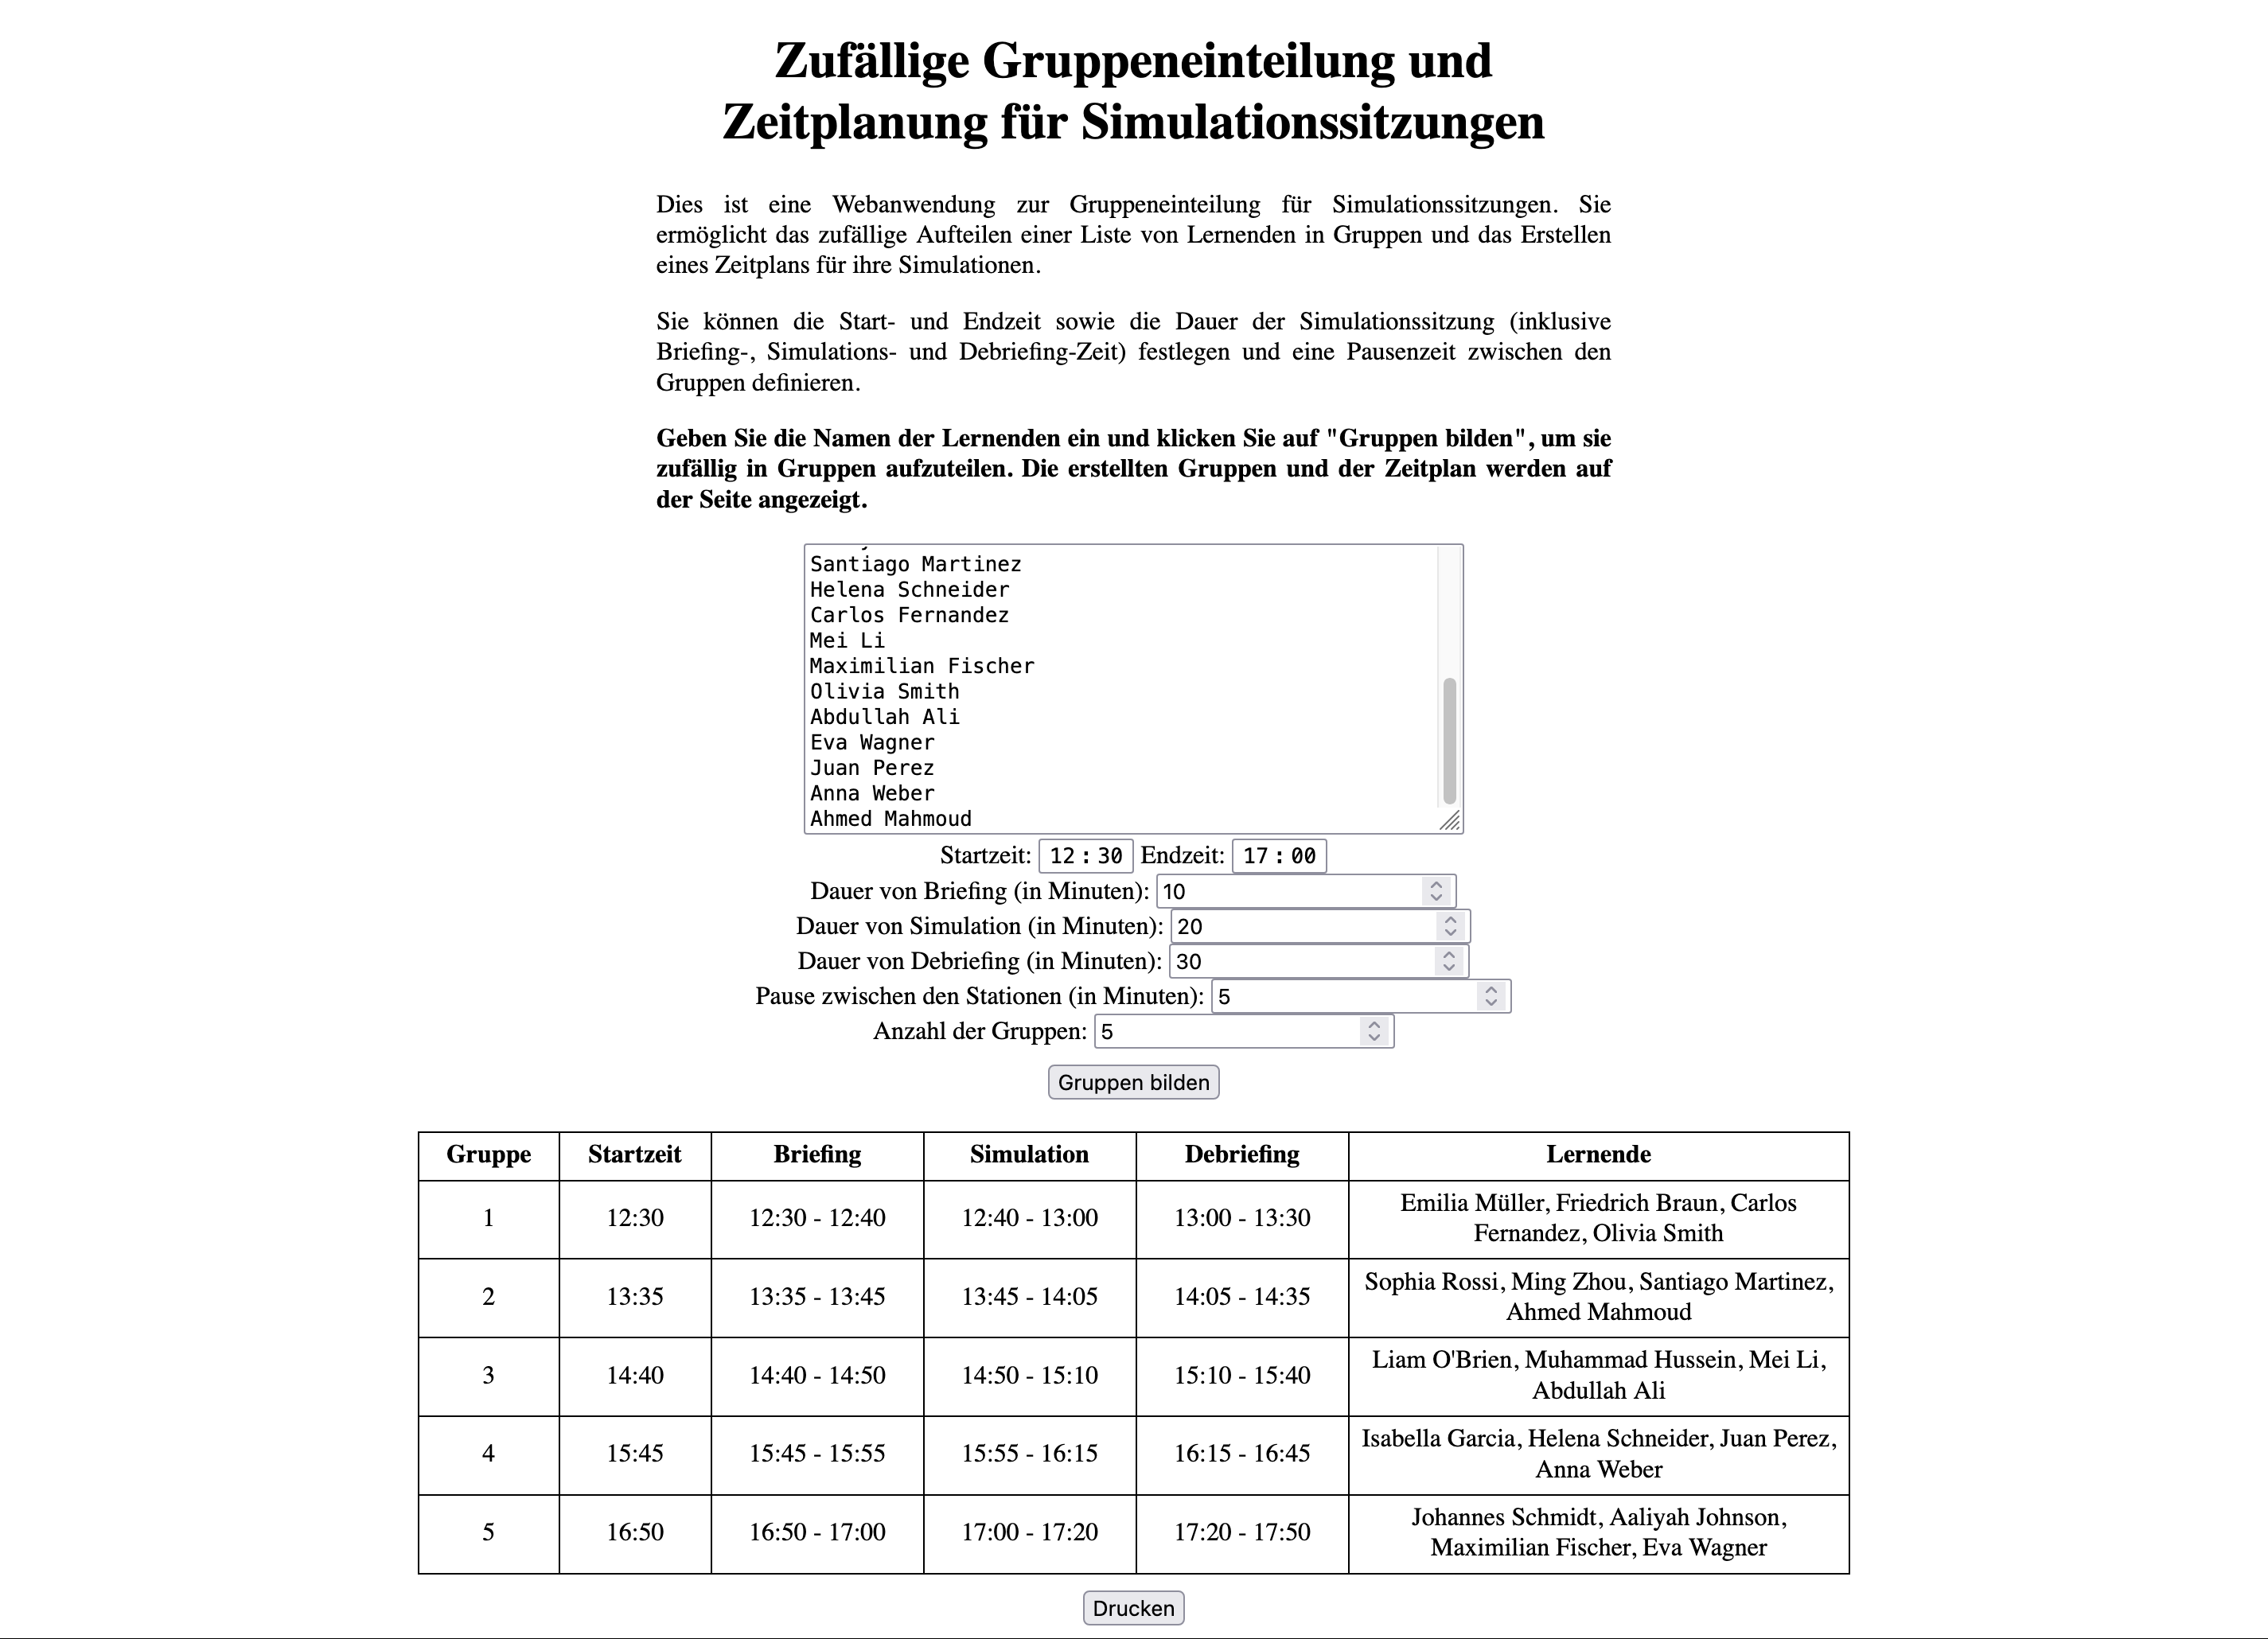 Zufällige Gruppeneinteilung und
Zeitplanung für Simulationssitzungen
Dies ist eine Webanwendung zur Gruppeneinteilung für Simulationssitzungen. Sie
ermöglicht das zufällige Aufteilen einer Liste von Lernenden in Gruppen und das Erstellen
eines Zeitplans für ihre Simulationen.
Sie können die Start- und Endzeit sowie die Dauer der Simulationssitzung (inklusive
Briefing-, Simulations- und Debriefing-Zeit) festlegen und eine Pausenzeit zwischen den
Gruppen definieren.
Geben Sie die Namen der Lernenden ein und klicken Sie auf "Gruppen bilden", um sie
zufällig in Gruppen aufzuteilen. Die erstellten Gruppen und der Zeitplan werden auf
der Seite angezeigt.
Santiago Martinez
Helena Schneider
Carlos Fernandez
Mei Li
Maximilian Fischer
Olivia Smith
Abdullah Ali
Eva Wagner
Juan Perez
Anna Weber
Ahmed Mahmoud
Startzeit: 12:30 Endzeit: 17:00
Dauer von Briefing (in Minuten): 10
Dauer von Simulation (in Minuten): 20
Dauer von Debriefing (in Minuten): 30
Pause zwischen den Stationen (in Minuten): 5
Anzahl der Gruppen: 5
Gruppen bilden
Gruppe Startzeit Briefing Simulation Debriefing Lernende
1 12:30 12:30 - 12:40 12:40 - 13:00 13:00 - 13:30 Emilia Müller, Friedrich Braun, Carlos
Fernandez, Olivia Smith
2 13:35 13:35 - 13:45 13:45 - 14:05 14:05 - 14:35 Sophia Rossi, Ming Zhou, Santiago Martinez,
Ahmed Mahmoud
3 14:40 14:40 - 14:50 14:50 - 15:10 15:10 - 15:40 Liam O'Brien, Muhammad Hussein, Mei Li,
Abdullah Ali
4 15:45 15:45 - 15:55 15:55 - 16:15 16:15 - 16:45 Isabella Garcia, Helena Schneider, Juan Perez,
Anna Weber
5 16:50 16:50 - 17:00 17:00 - 17:20 17:20 - 17:50 Johannes Schmidt, Aaliyah Johnson,
Maximilian Fischer, Eva Wagner
Drucken